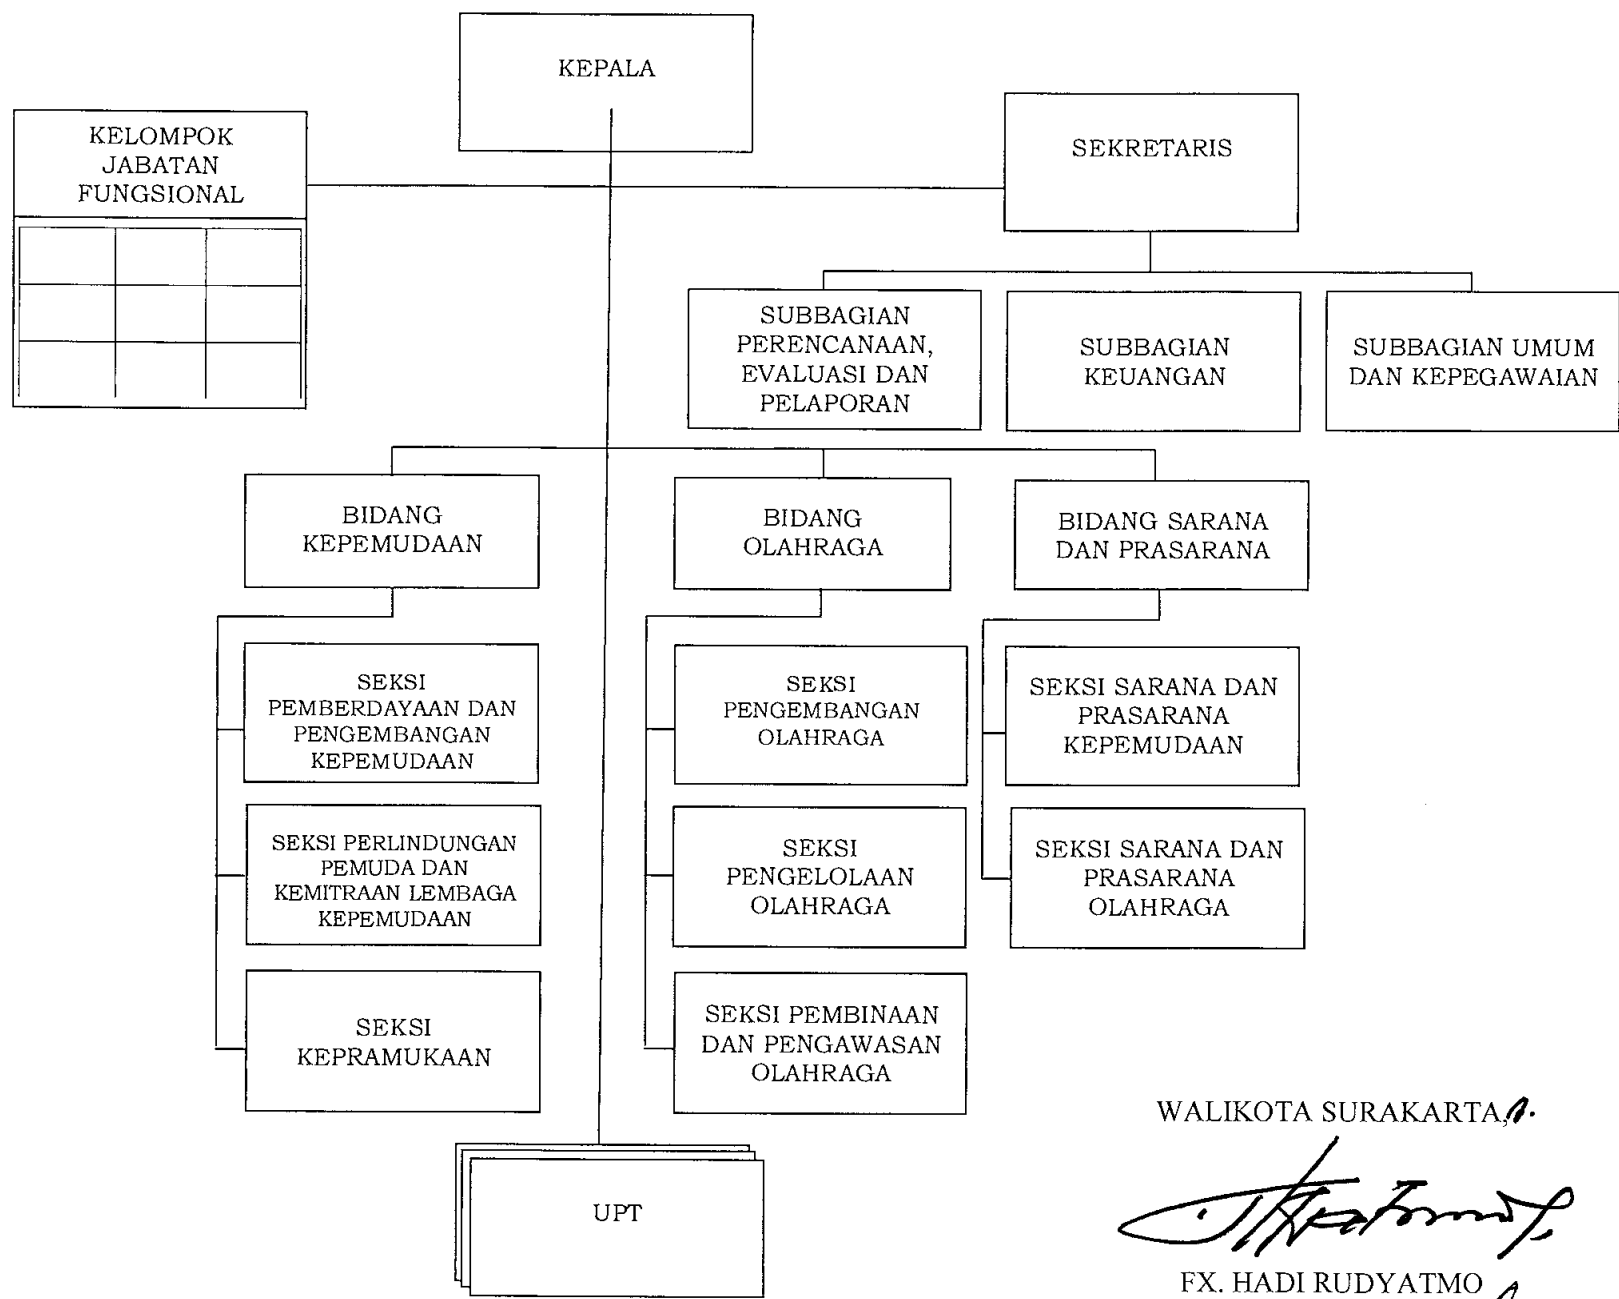 KEPALA
KELOMPOK
JABATAN
FUNGSIONAL
SEKRETARIS
SUBBAGIAN
PERENCANAAN,
EVALUASI DAN
PELAPORAN
SUBBAGIAN
KEUANGAN
SUBBAGIAN UMUM
DAN KEPEGAWAIAN
BIDANG
KEPEMUDAAN
BIDANG
OLAHRAGA
BIDANG SARANA
DAN PRASARANA
SEKSI
PEMBERDAYAAN DAN
PENGEMBANGAN
KEPEMUDAAN
SEKSI
PENGEMBANGAN
OLAHRAGA
SEKSI SARANA DAN
PRASARANA
KEPEMUDAAN
SEKSI PERLINDUNGAN
PEMUDA DAN
KEMITRAAN LEMBAGA
KEPEMUDAAN
SEKSI
PENGELOLAAN
OLAHRAGA
SEKSI SARANA DAN
PRASARANA
OLAHRAGA
SEKSI
KEPRAMUKAAN
SEKSI PEMBINAAN
DAN PENGAWASAN
OLAHRAGA
UPT
WALIKOTA SURAKARTA,
FX. HADI RUDYATMO